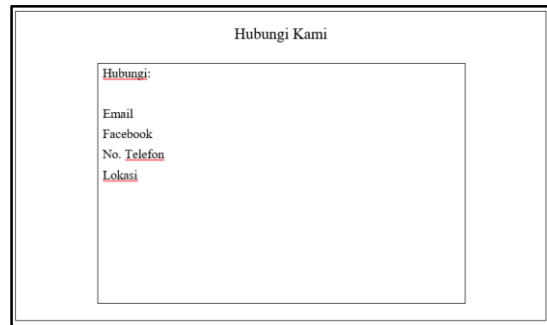 Hubungi Kami
Hubungi:
Email
Facebook
No. Telefon
Lokasi